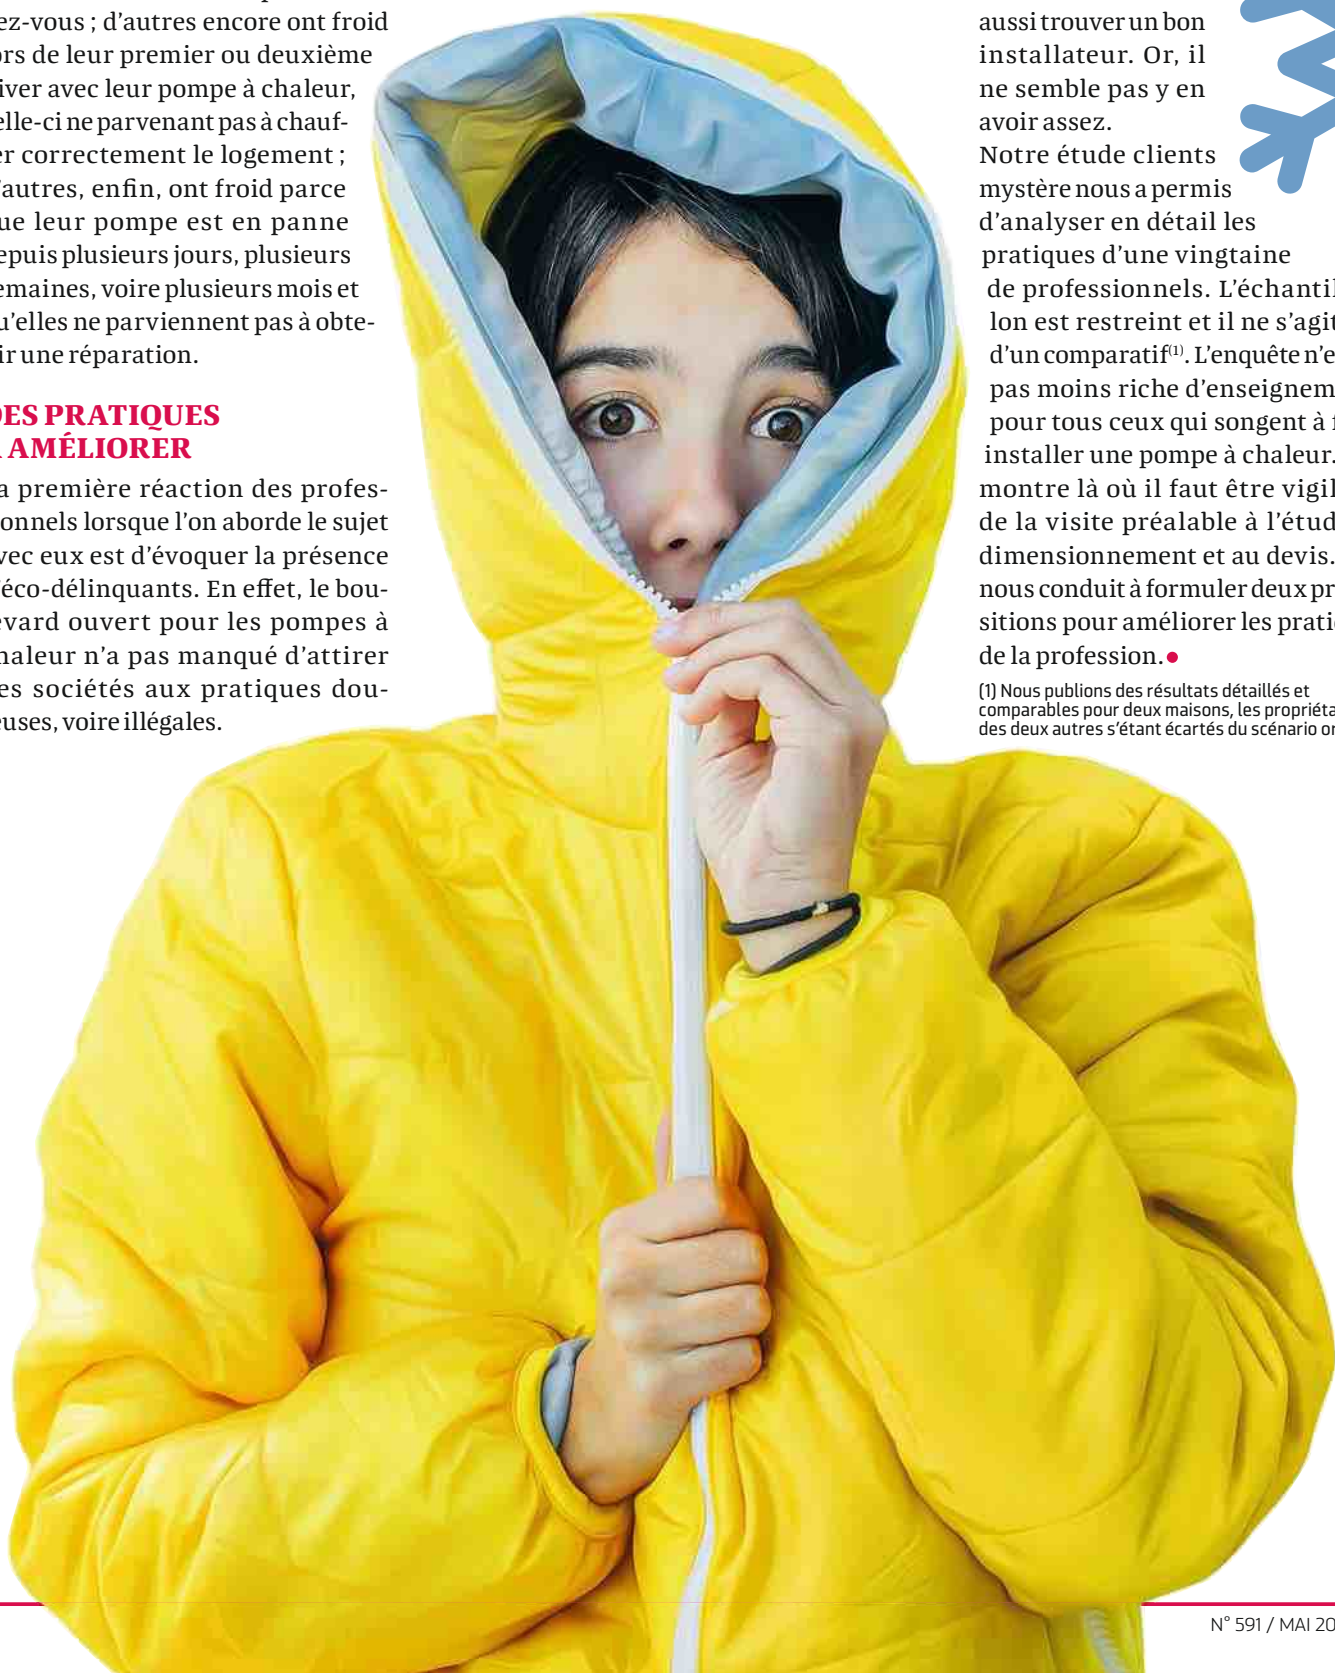 ez-vous ; d'autres encore ont froid
ors de leur premier ou deuxième
iver avec leur pompe à chaleur,
elle-ci ne parvenant pas à chauf-
er correctement le logement ;
'autres, enfin, ont froid parce
ue leur pompe est en panne
epuis plusieurs jours, plusieurs
emaines, voire plusieurs mois et
u'elles ne parviennent pas à obte-
ir une réparation.
DES PRATIQUES
À AMÉLIORER
a première réaction des profes-
onnels lorsque l'on aborde le sujet
vec eux est d'évoquer la présence
'éco-délinquants. En effet, le bou-
evard ouvert pour les pompes à
haleur n'a pas manqué d'attirer
es sociétés aux pratiques dou-
euses, voire illégales.
aussi trouver un bon
installateur. Or, il
ne semble pas y en
avoir assez.
Notre étude clients
mystère nous a permis
d'analyser en détail les
pratiques d'une vingtaine
de professionnels. L'échantil
lon est restreint et il ne s'agit
d'un comparatif(1). L'enquête n'e
pas moins riche d'enseignem
pour tous ceux qui songent à f
installer une pompe à chaleur.
montre là où il faut être vigil
de la visite préalable à l'étud
dimensionnement et au devis.
nous conduit à formuler deux pr
sitions pour améliorer les prati
de la profession.●
(1) Nous publions des résultats détaillés et
comparables pour deux maisons, les propriéta
des deux autres s'étant écartés du scénario or
N° 591 / MAI 20